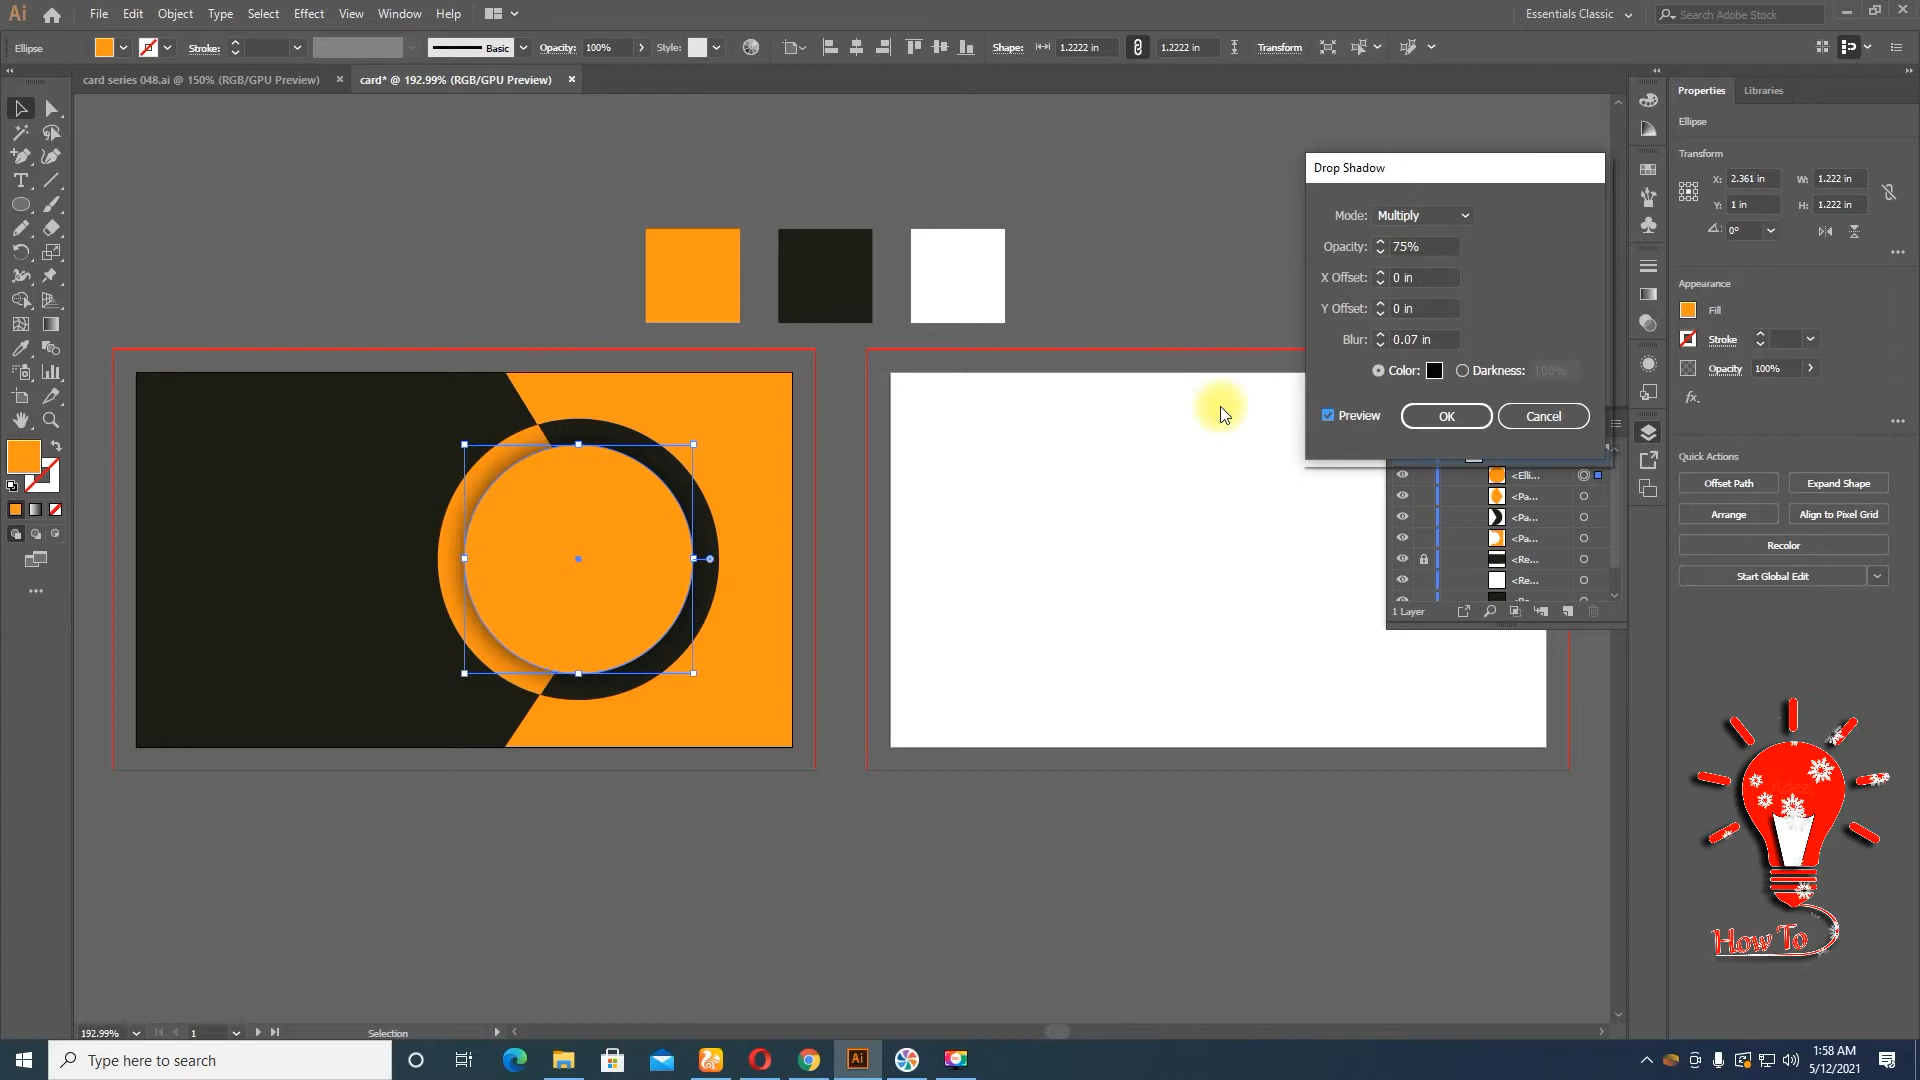 Ai File Edit Object Type Select Effect View Window Help Essentials Classic Search Adobe Stock
Ellipse Stroke: Basic Opacity: 100% Style: Shape: 1.2222 in 1.2222 in Transform
card series 048.ai @ 150% (RGB/GPU Preview) card* @ 192.99% (RGB/GPU Preview)
Properties Libraries
Ellipse
Transform
X: 2.361 in W: 1.222 in
Y: 1 in H: 1.222 in
0°
Appearance
Fill
Stroke
Opacity 100%
fx.
Quick Actions
Offset Path Expand Shape
Arrange Align to Pixel Grid
Recolor
Start Global Edit
Drop Shadow
Mode: Multiply
Opacity: 75%
X Offset: 0 in
Y Offset: 0 in
Blur: 0.07 in
Color: Darkness: 100%
Preview OK Cancel
<Elli...
<Pa...
<Pa...
<Pa...
<Re...
<Re...
1 Layer
How To
192.99% 1 Selection
Type here to search
Ai
1:58 AM
5/12/2021